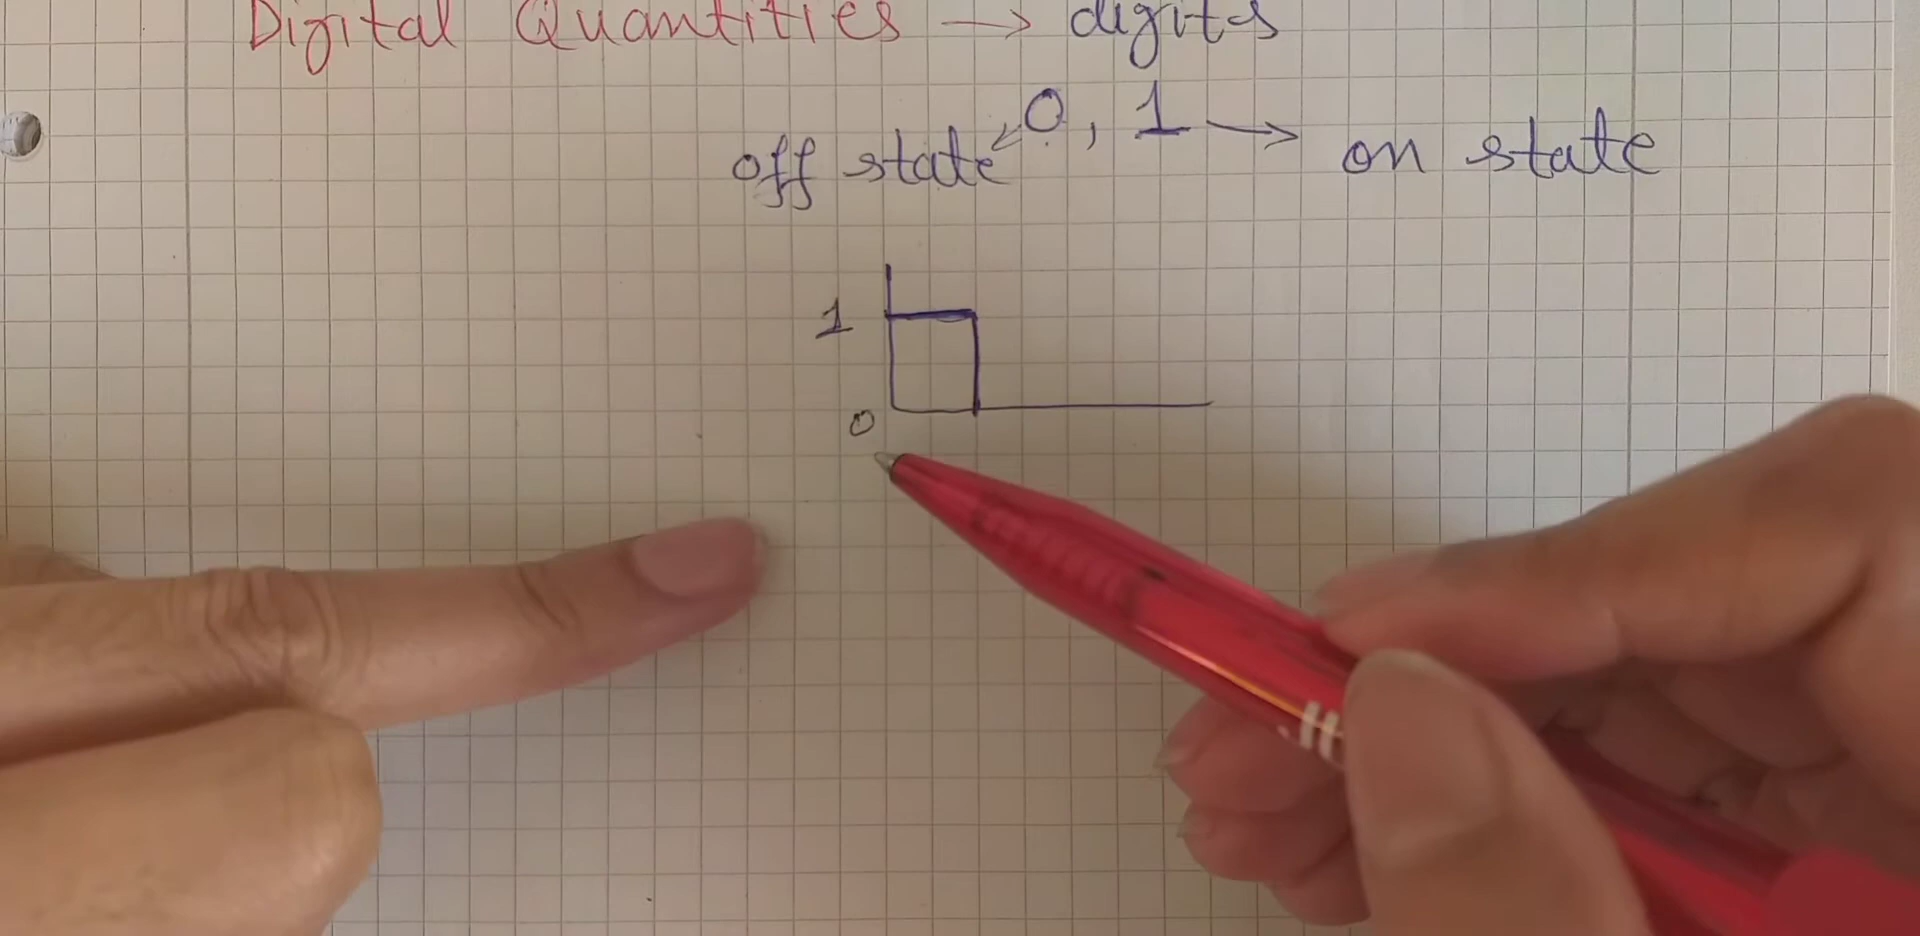 Digital Quantities → digits
0, 1 → on state
off state ↙
1
0